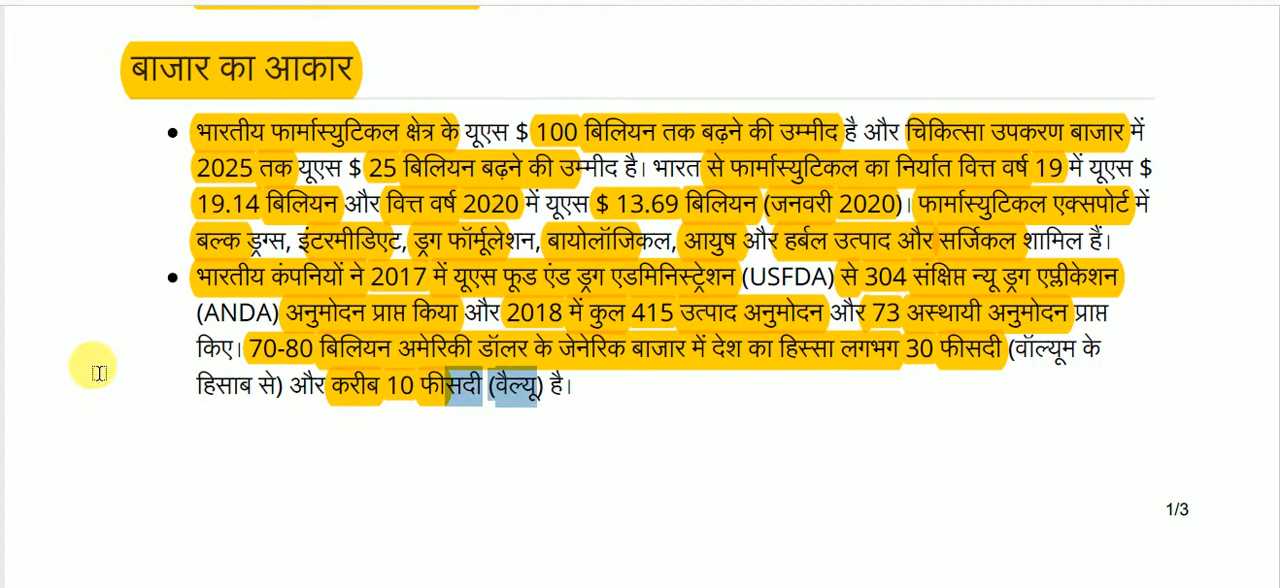 बाजार का आकार
भारतीय फार्मास्युटिकल क्षेत्र के यूएस $ 100 बिलियन तक बढ़ने की उम्मीद है और चिकित्सा उपकरण बाजार में
2025 तक यूएस $ 25 बिलियन बढ़ने की उम्मीद है। भारत से फार्मास्युटिकल का निर्यात वित्त वर्ष 19 में यूएस $
19.14 बिलियन और वित्त वर्ष 2020 में यूएस $ 13.69 बिलियन (जनवरी 2020)। फार्मास्युटिकल एक्सपोर्ट में
बल्क ड्रग्स, इंटरमीडिएट, ड्रग फॉर्मूलेशन, बायोलॉजिकल, आयुष और हर्बल उत्पाद और सर्जिकल शामिल हैं।
भारतीय कंपनियों ने 2017 में यूएस फूड एंड ड्रग एडमिनिस्ट्रेशन (USFDA) से 304 संक्षिप्त न्यू ड्रग एप्लीकेशन
(ANDA) अनुमोदन प्राप्त किया और 2018 में कुल 415 उत्पाद अनुमोदन और 73 अस्थायी अनुमोदन प्राप्त
किए। 70-80 बिलियन अमेरिकी डॉलर के जेनेरिक बाजार में देश का हिस्सा लगभग 30 फीसदी (वॉल्यूम के
हिसाब से) और करीब 10 फीसदी (वैल्यू) है।
1/3